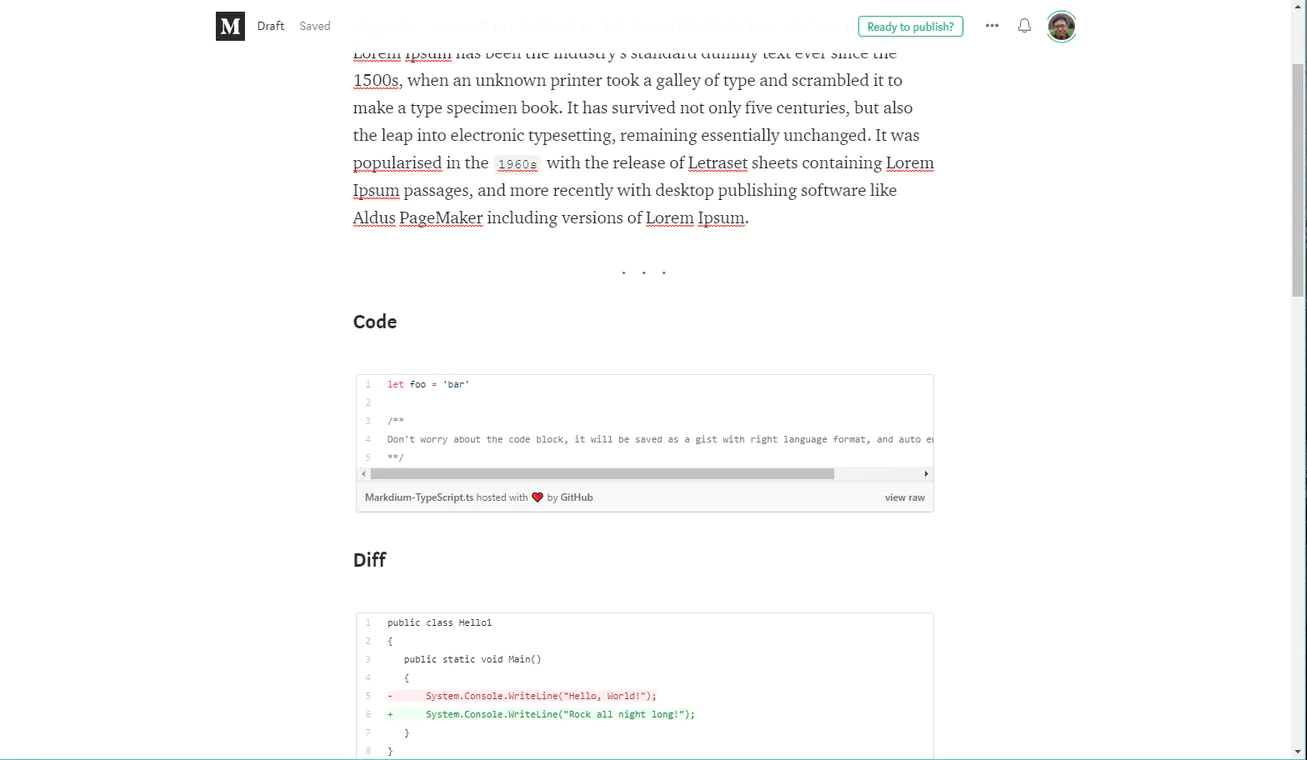 M Draft Saved Ready to publish?
Lorem Ipsum has been the industry's standard dummy text ever since the
1500s, when an unknown printer took a galley of type and scrambled it to
make a type specimen book. It has survived not only five centuries, but also
the leap into electronic typesetting, remaining essentially unchanged. It was
popularised in the 1960s with the release of Letraset sheets containing Lorem
Ipsum passages, and more recently with desktop publishing software like
Aldus PageMaker including versions of Lorem Ipsum.
. . .
Code
1 let foo = 'bar'
2
3 /**
4 Don't worry about the code block, it will be saved as a gist with right language format, and auto
5 **/
Markdium-TypeScript.ts hosted with ❤ by GitHub view raw
Diff
1 public class Hello1
2 {
3 public static void Main()
4 {
5 - System.Console.WriteLine("Hello, World!");
6 + System.Console.WriteLine("Rock all night long!");
7 }
8 }